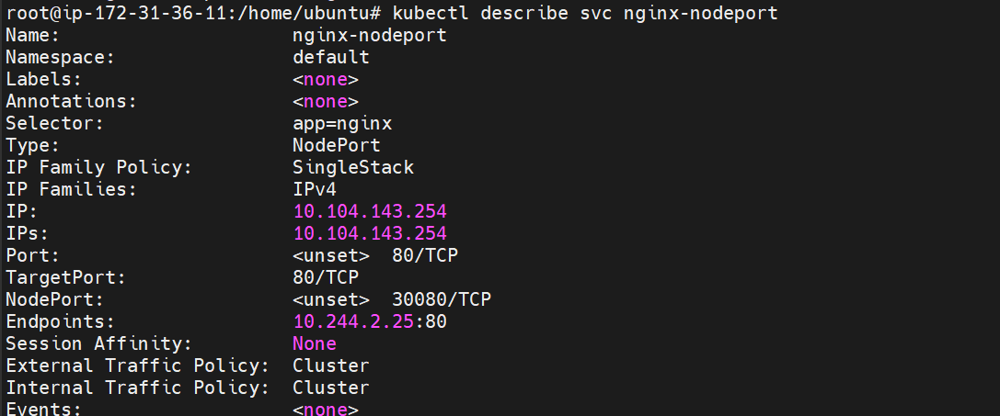 root@ip-172-31-36-11:/home/ubuntu# kubectl describe svc nginx-nodeport
Name:                     nginx-nodeport
Namespace:                default
Labels:                   <none>
Annotations:              <none>
Selector:                 app=nginx
Type:                     NodePort
IP Family Policy:         SingleStack
IP Families:              IPv4
IP:                       10.104.143.254
IPs:                      10.104.143.254
Port:                     <unset>  80/TCP
TargetPort:               80/TCP
NodePort:                 <unset>  30080/TCP
Endpoints:                10.244.2.25:80
Session Affinity:         None
External Traffic Policy:  Cluster
Internal Traffic Policy:  Cluster
Events:                   <none>